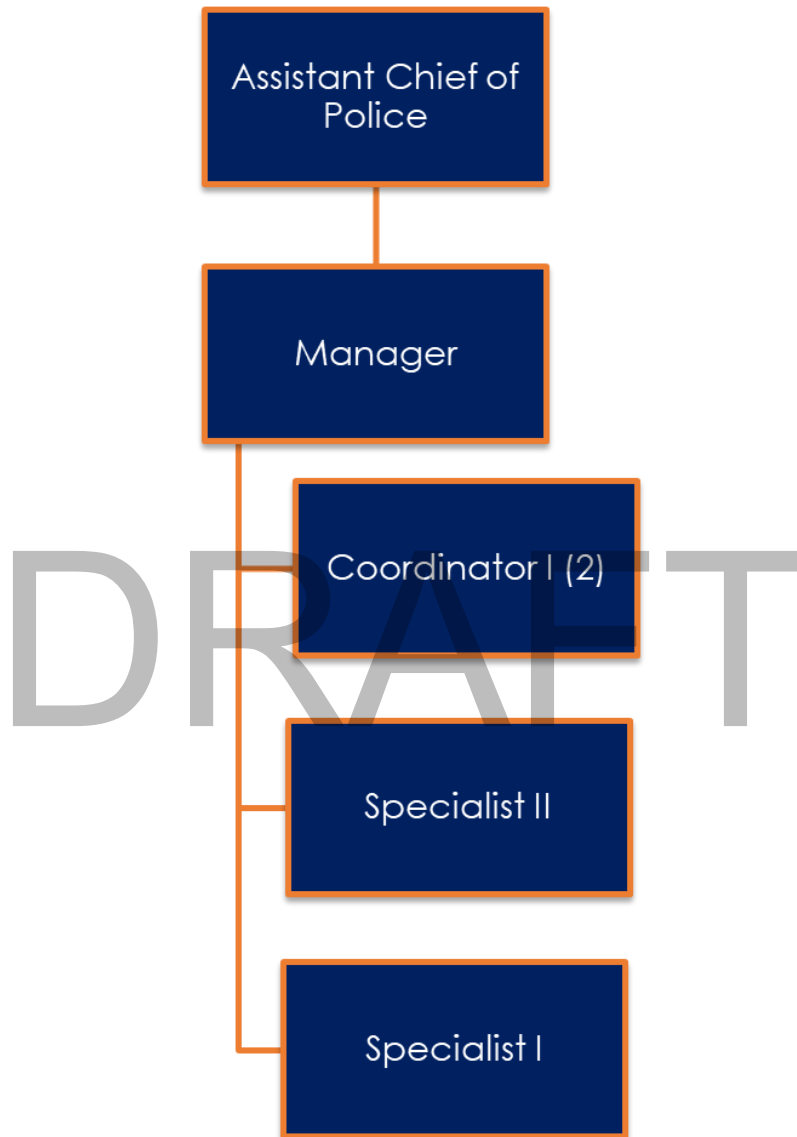 Assistant Chief of
Police
Manager
Coordinator I (2)
DRAFT
Specialist II
Specialist I